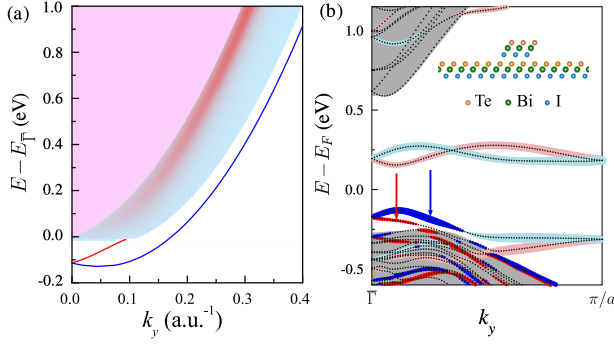 (a)
E − E_Γ̅ (eV)
1.0
0.8
0.6
0.4
0.2
0.0
-0.2
0.0
0.1
0.2
0.3
0.4
k_y (a.u.⁻¹)
(b)
E − E_F (eV)
1.0
0.5
0.0
-0.5
Te Bi I
Γ̅
π/a
k_y